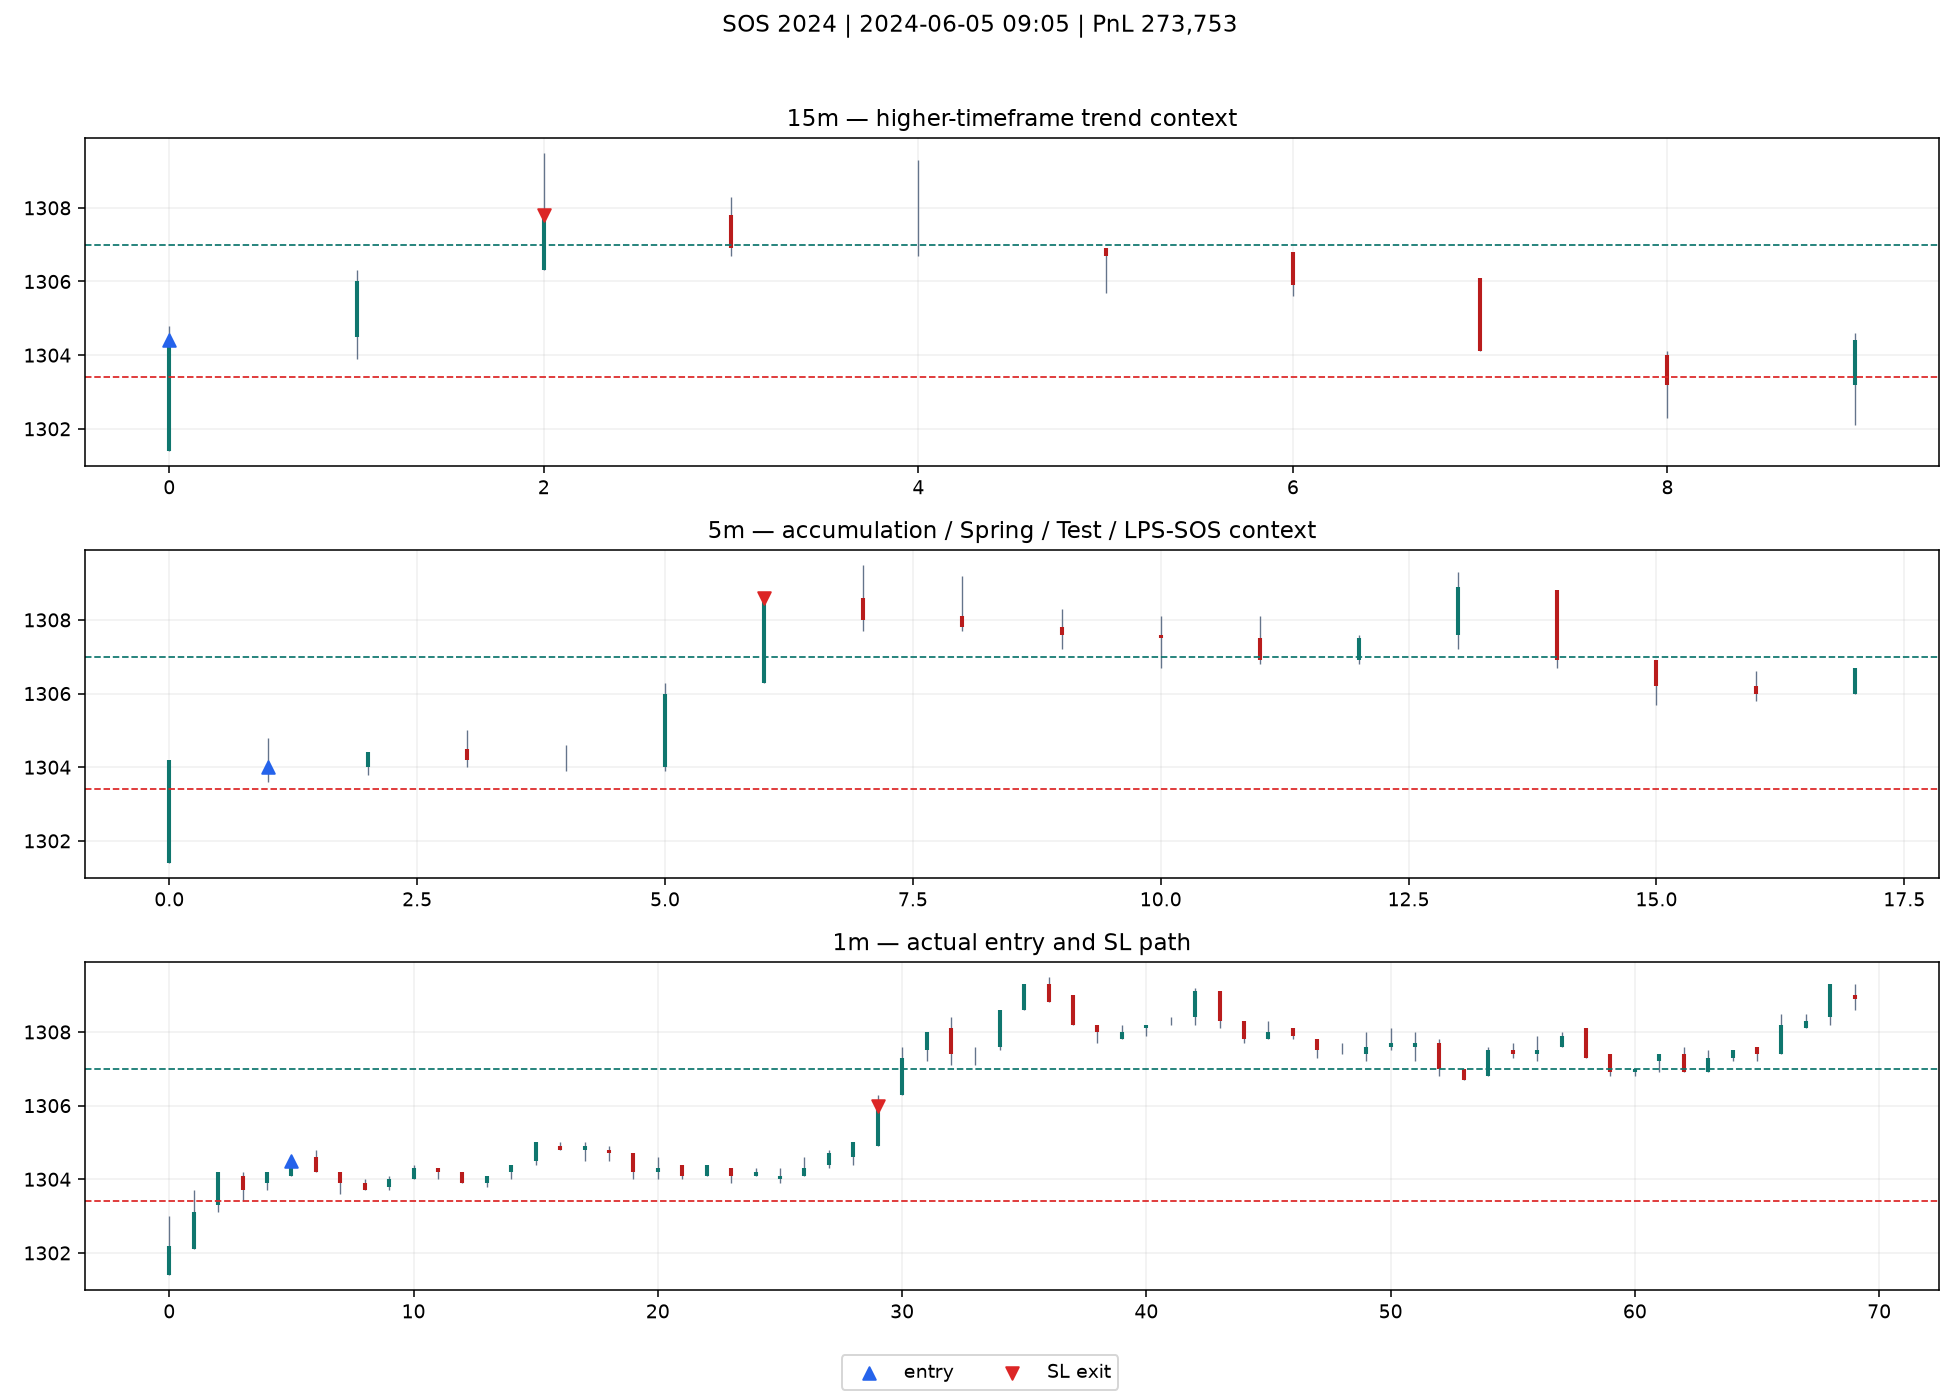 SOS 2024 | 2024-06-05 09:05 | PnL 273,753
15m — higher-timeframe trend context
1308
1306
1304
1302
0 2 4 6 8
5m — accumulation / Spring / Test / LPS-SOS context
1308
1306
1304
1302
0.0 2.5 5.0 7.5 10.0 12.5 15.0 17.5
1m — actual entry and SL path
1308
1306
1304
1302
0 10 20 30 40 50 60 70
entry SL exit